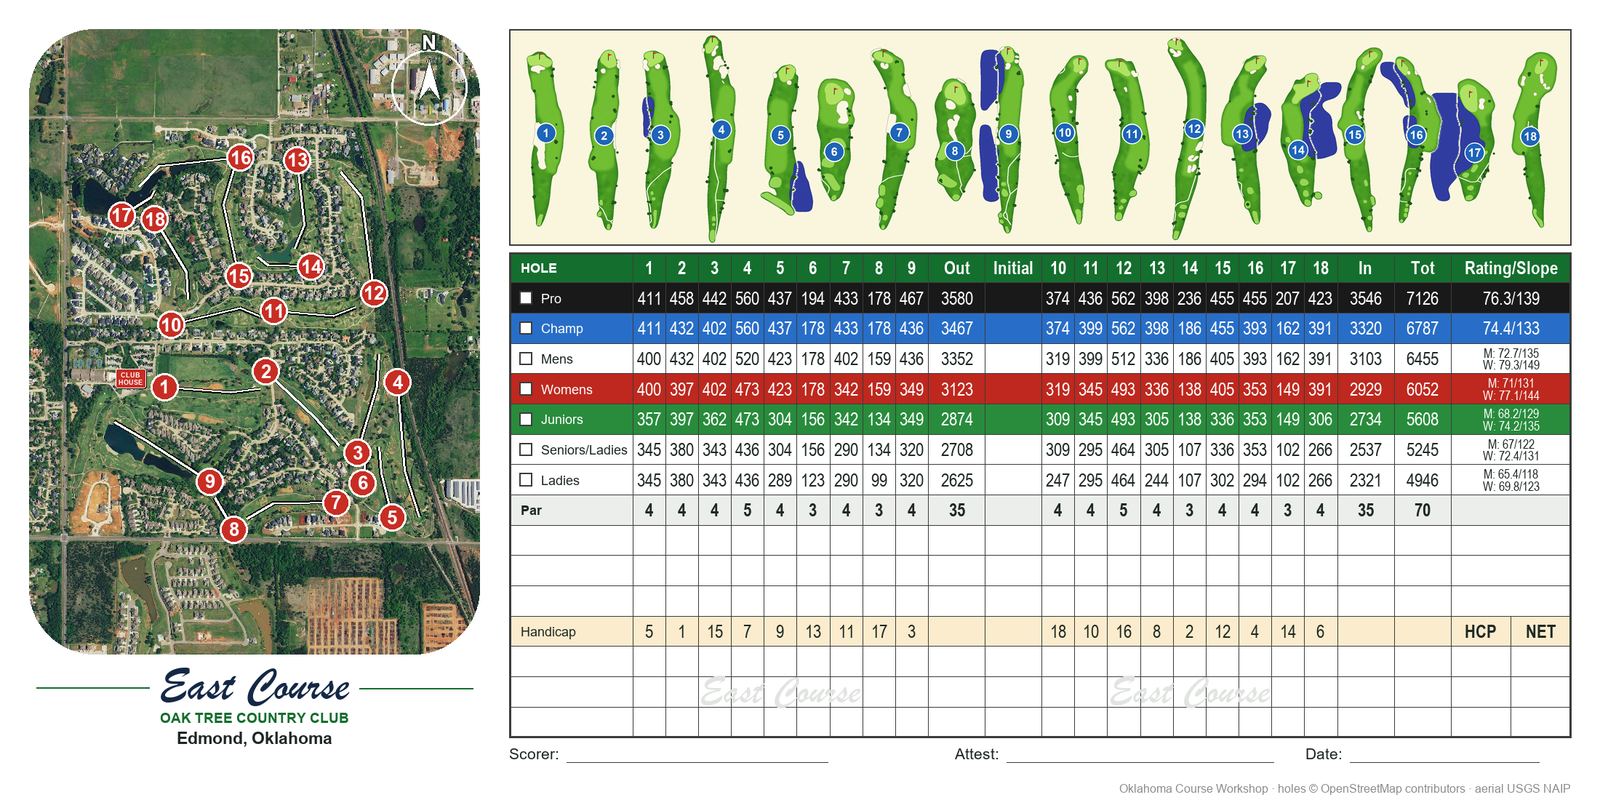 N
16
13
17
18
15
14
12
11
10
2
4
CLUB
HOUSE
1
3
9
6
7
5
8
East Course
OAK TREE COUNTRY CLUB
Edmond, Oklahoma
1 2 3 4 5 6 7 8 9 10 11 12 13 14 15 16 17 18
HOLE 1 2 3 4 5 6 7 8 9 Out Initial 10 11 12 13 14 15 16 17 18 In Tot Rating/Slope
Pro 411 458 442 560 437 194 433 178 467 3580 374 436 562 398 236 455 455 207 423 3546 7126 76.3/139
Champ 411 432 402 560 437 178 433 178 436 3467 374 399 562 398 186 455 393 162 391 3320 6787 74.4/133
Mens 400 432 402 520 423 178 402 159 436 3352 319 399 512 336 186 405 393 162 391 3103 6455 M: 72.7/135
W: 79.3/149
Womens 400 397 402 473 423 178 342 159 349 3123 319 345 493 336 138 405 353 149 391 2929 6052 M: 71/131
W: 77.1/144
Juniors 357 397 362 473 304 156 342 134 349 2874 309 345 493 305 138 336 353 149 306 2734 5608 M: 68.2/129
W: 74.2/135
Seniors/Ladies 345 380 343 436 304 156 290 134 320 2708 309 295 464 305 107 336 353 102 266 2537 5245 M: 67/122
W: 72.4/131
Ladies 345 380 343 436 289 123 290 99 320 2625 247 295 464 244 107 302 294 102 266 2321 4946 M: 65.4/118
W: 69.8/123
Par 4 4 4 5 4 3 4 3 4 35 4 4 5 4 3 4 4 3 4 35 70
Handicap 5 1 15 7 9 13 11 17 3 18 10 16 8 2 12 4 14 6 HCP NET
East Course East Course
Scorer: Attest: Date:
Oklahoma Course Workshop · holes © OpenStreetMap contributors · aerial USGS NAIP